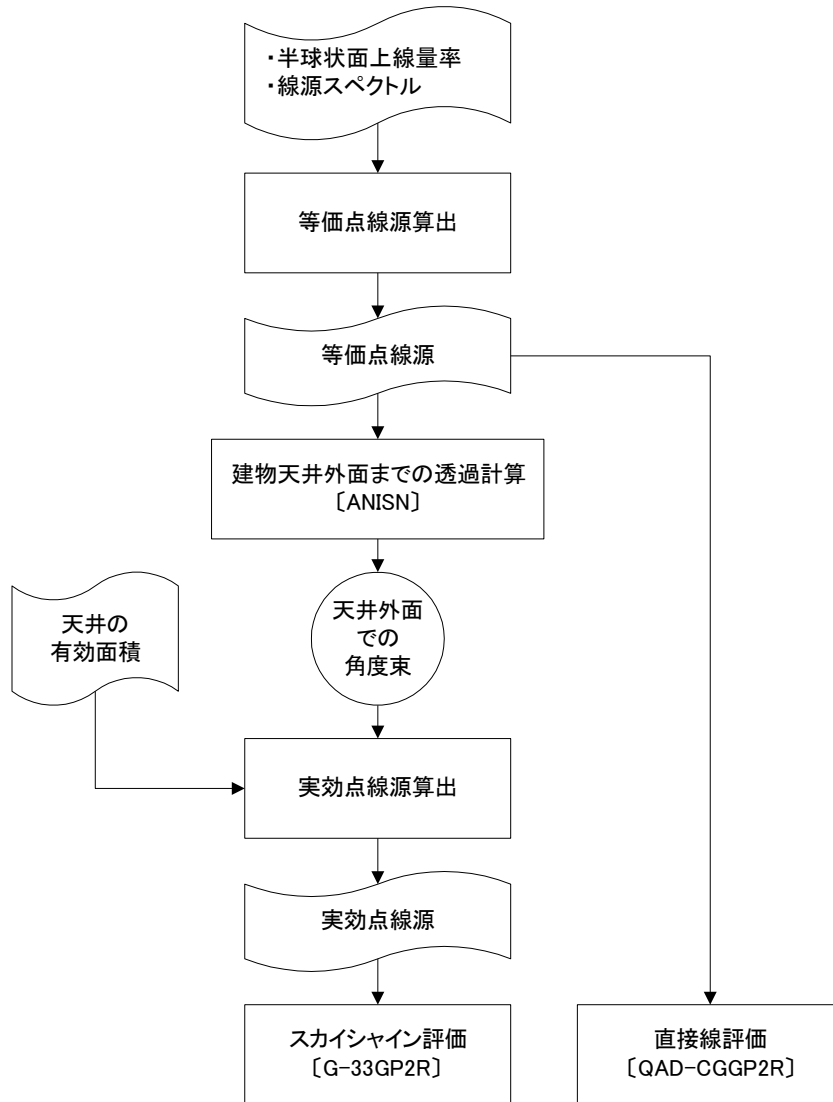 ・半球状面上線量率
・線源スペクトル
等価点線源算出
等価点線源
建物天井外面までの透過計算
〔ANISN〕
天井の
有効面積
天井外面
での
角度束
実効点線源算出
実効点線源
スカイシャイン評価
〔G-33GP2R〕
直接線評価
〔QAD-CGGP2R〕